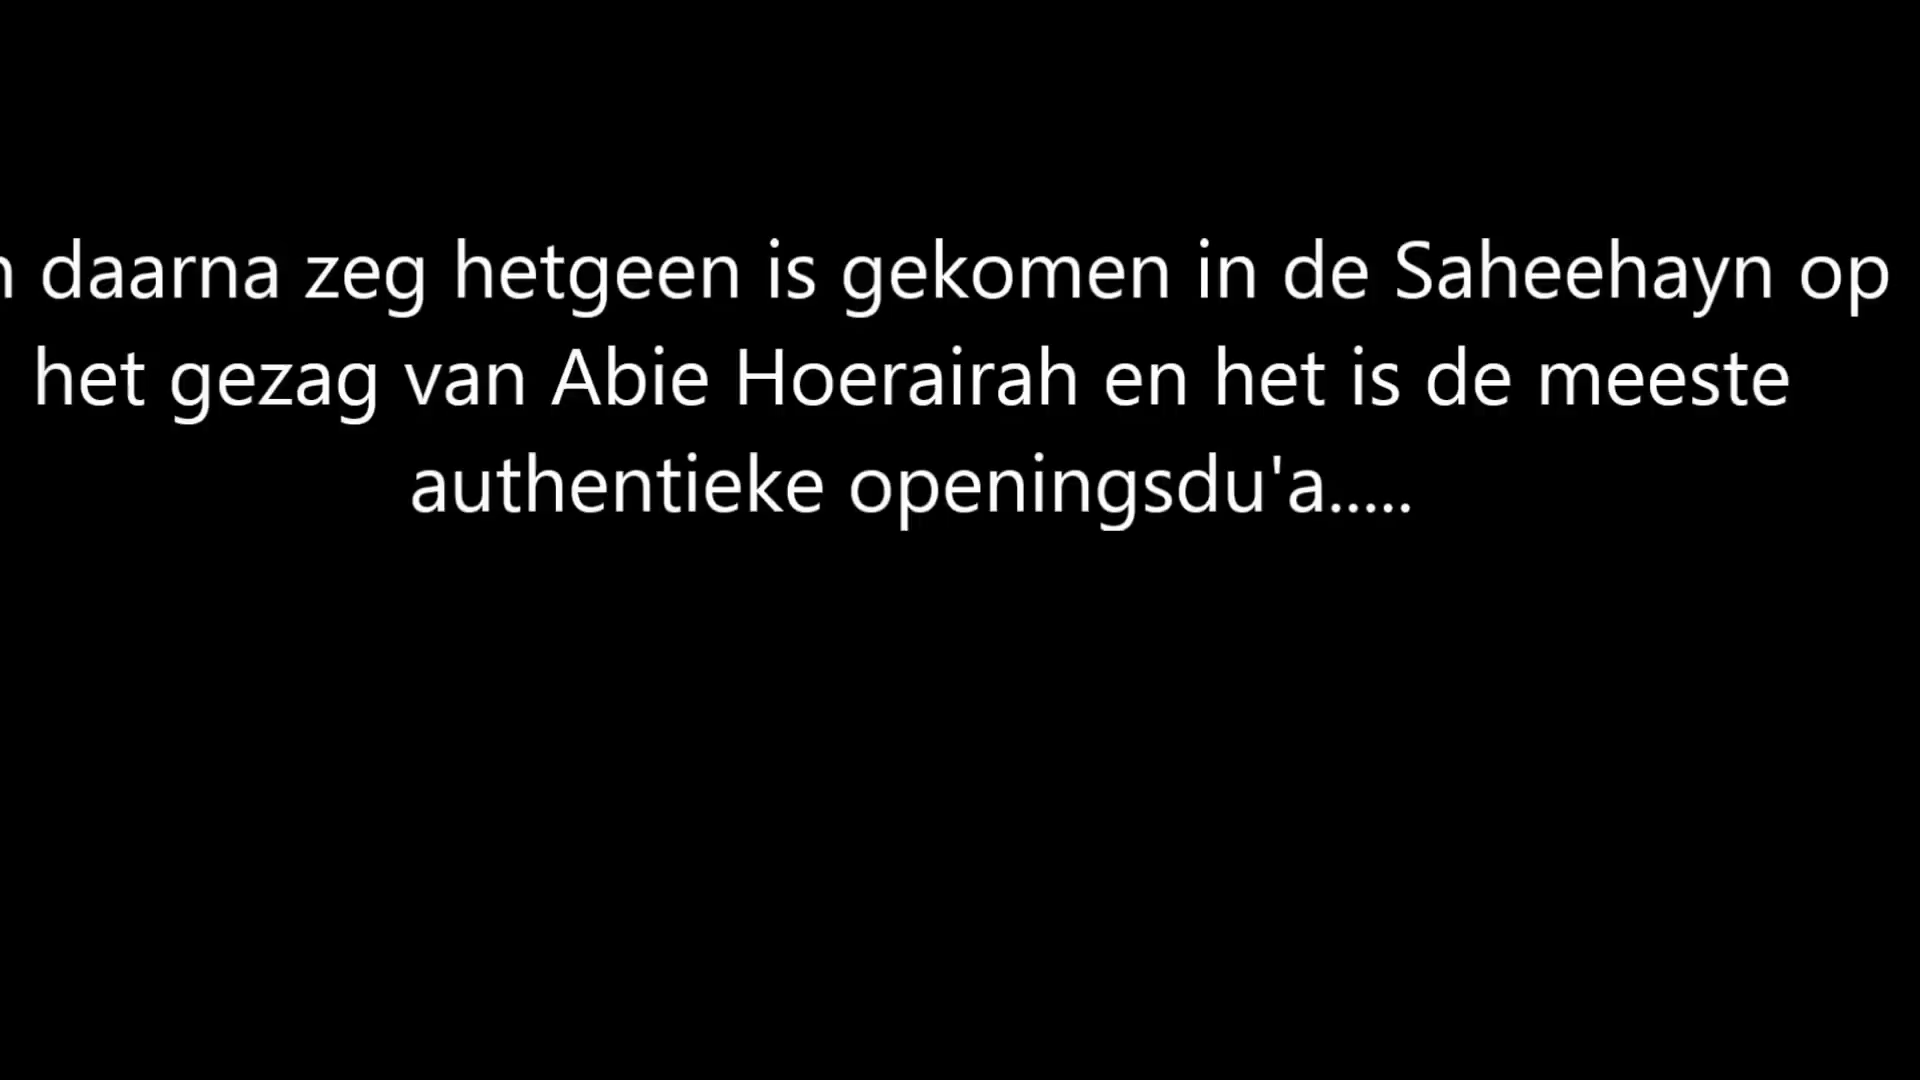 daarna zeg hetgeen is gekomen in de Saheehayn op
het gezag van Abie Hoerairah en het is de meeste
authentieke openingsdu'a.....